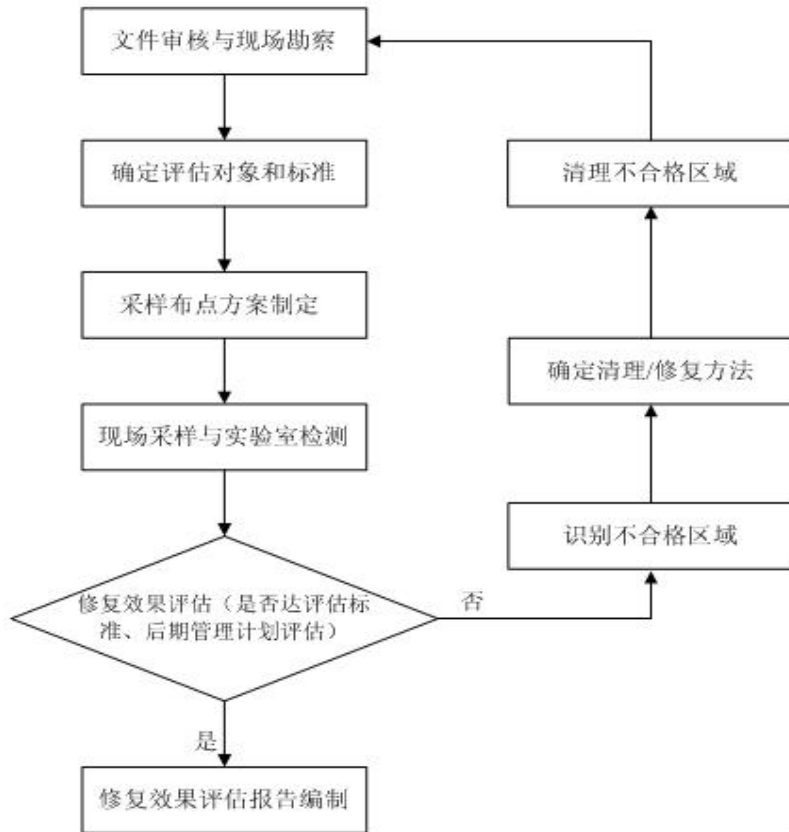 文件审核与现场勘察
确定评估对象和标准
采样布点方案制定
现场采样与实验室检测
修复效果评估（是否达评估标
准、后期管理计划评估）
是
修复效果评估报告编制
否
识别不合格区域
确定清理/修复方法
清理不合格区域